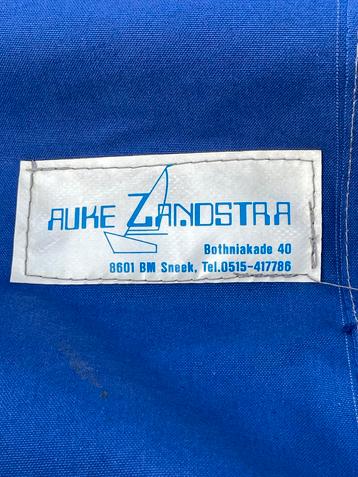 AUKE ZANDSTRA
Bothniakade 40
8601 BM Sneek, Tel.0515-417786